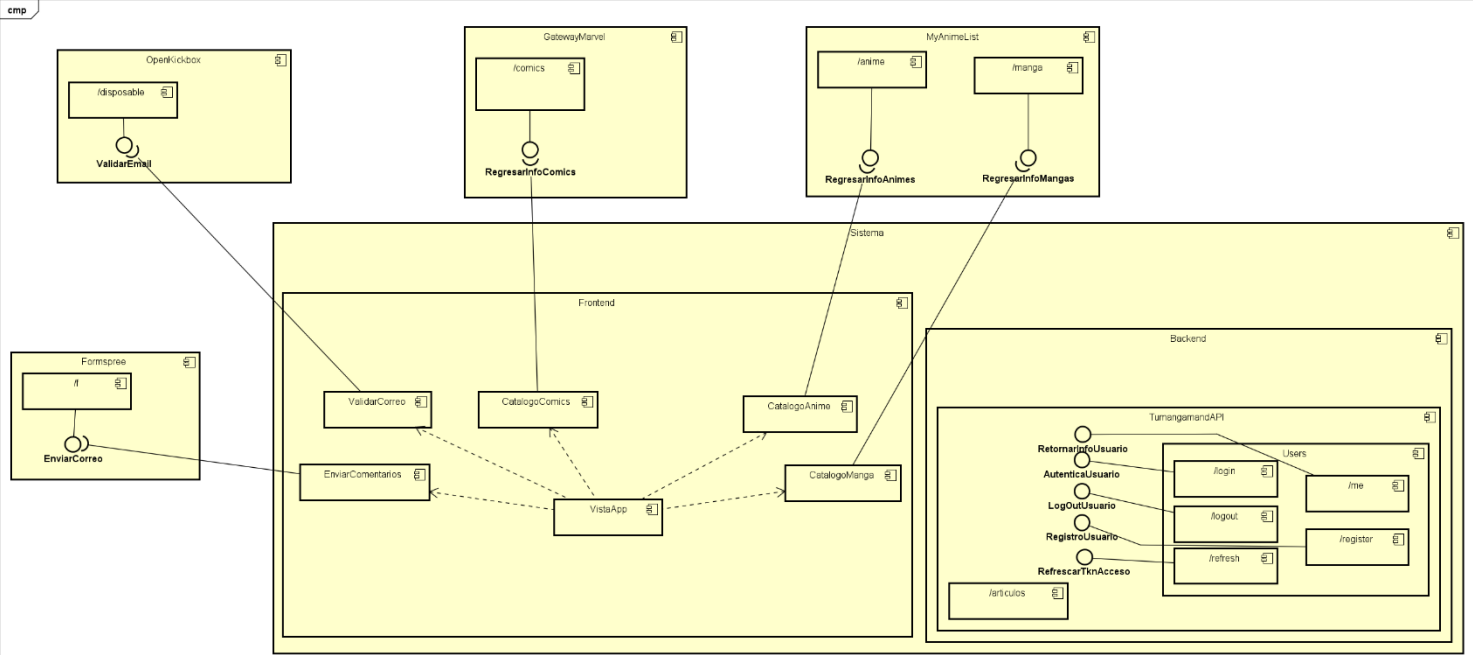 cmp
OpenKickbox
/disposable
ValidarEmail
GatewayMarvel
/comics
RegresarInfoComics
MyAnimeList
/anime
/manga
RegresarInfoAnimes
RegresarInfoMangas
Sistema
Frontend
Formspree
/f
EnviarCorreo
ValidarCorreo
CatalogoComics
CatalogoAnime
EnviarComentarios
CatalogoManga
VistaApp
Backend
TumangamandAPI
RetornarInfoUsuario
AutenticaUsuario
LogOutUsuario
RegistroUsuario
RefrescarTknAcceso
Users
/login
/me
/logout
/register
/refresh
/articulos